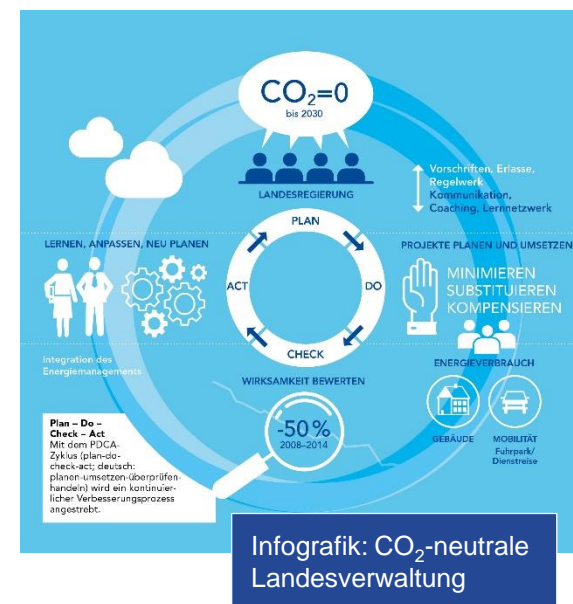 CO₂=0
bis 2030
LANDESREGIERUNG
Vorschriften, Erlasse,
Regelwerk
Kommunikation,
Coaching, Lernnetzwerk
PLAN
DO
CHECK
ACT
LERNEN, ANPASSEN, NEU PLANEN
PROJEKTE PLANEN UND UMSETZEN
MINIMIEREN
SUBSTITUIEREN
KOMPENSIEREN
Integration des
Energiemanagements
WIRKSAMKEIT BEWERTEN
-50 %
2008–2014
ENERGIEVERBRAUCH
GEBÄUDE
MOBILITÄT
Fuhrpark/
Dienstreise
Plan – Do –
Check – Act
Mit dem PDCA-
Zyklus (plan-do-
check-act; deutsch:
planen-umsetzen-überprüfen-
handeln) wird ein kontinuier-
licher Verbesserungsprozess
angestrebt.
Infografik: CO₂-neutrale
Landesverwaltung